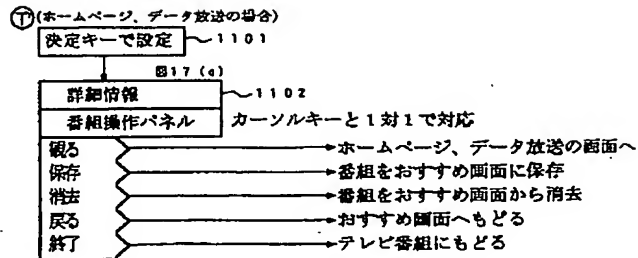 T (ホームページ、データ放送の場合)
決定キーで設定 1101
図17(a)
詳細情報 1102
番組操作パネル カーソルキーと1対1で対応
観る ホームページ、データ放送の画面へ
保存 番組をおすすめ画面に保存
消去 番組をおすすめ画面から消去
戻る おすすめ画面へもどる
終了 テレビ番組にもどる